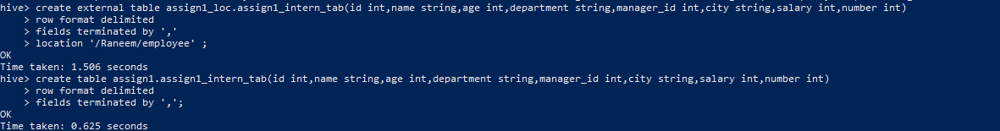 hive> create external table assign1_loc.assign1_intern_tab(id int,name string,age int,department string,manager_id int,city string,salary int,number int)
    > row format delimited
    > fields terminated by ','
    > location '/Raneem/employee' ;
OK
Time taken: 1.506 seconds
hive> create table assign1.assign1_intern_tab(id int,name string,age int,department string,manager_id int,city string,salary int,number int)
    > row format delimited
    > fields terminated by ',';
OK
Time taken: 0.625 seconds